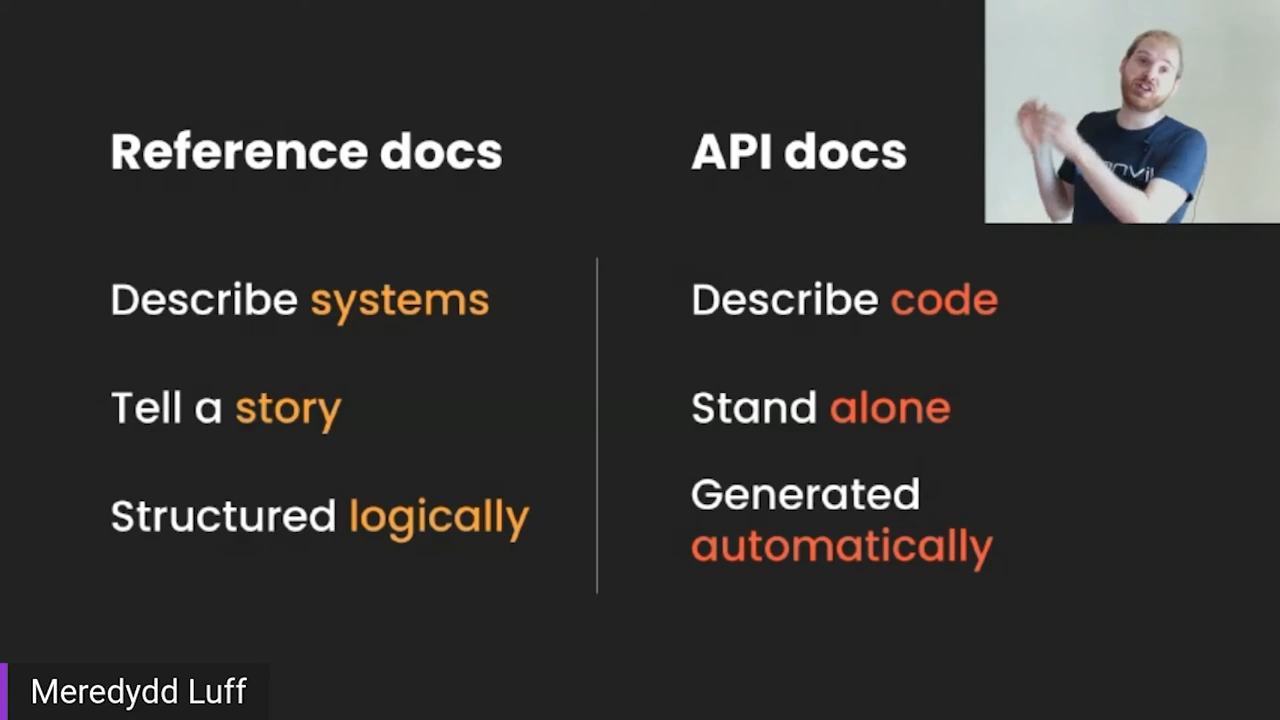 Reference docs
Describe systems
Tell a story
Structured logically
API docs
Describe code
Stand alone
Generated
automatically
Meredydd Luff